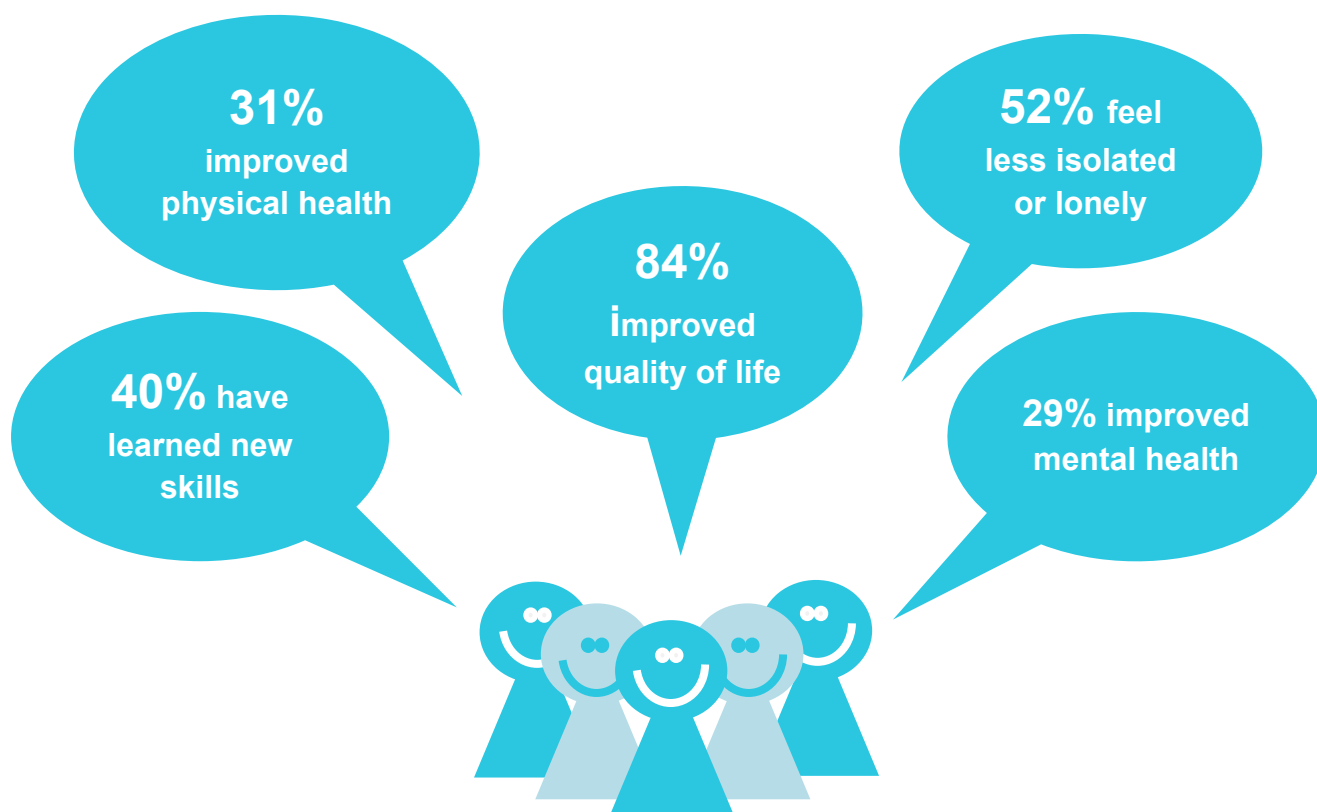 31%
improved
physical health
52% feel
less isolated
or lonely
84%
improved
quality of life
40% have
learned new
skills
29% improved
mental health